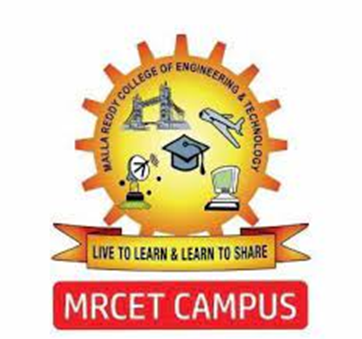 MALLA REDDY COLLEGE OF ENGINEERING & TECHNOLOGY
LIVE TO LEARN & LEARN TO SHARE
MRCET CAMPUS